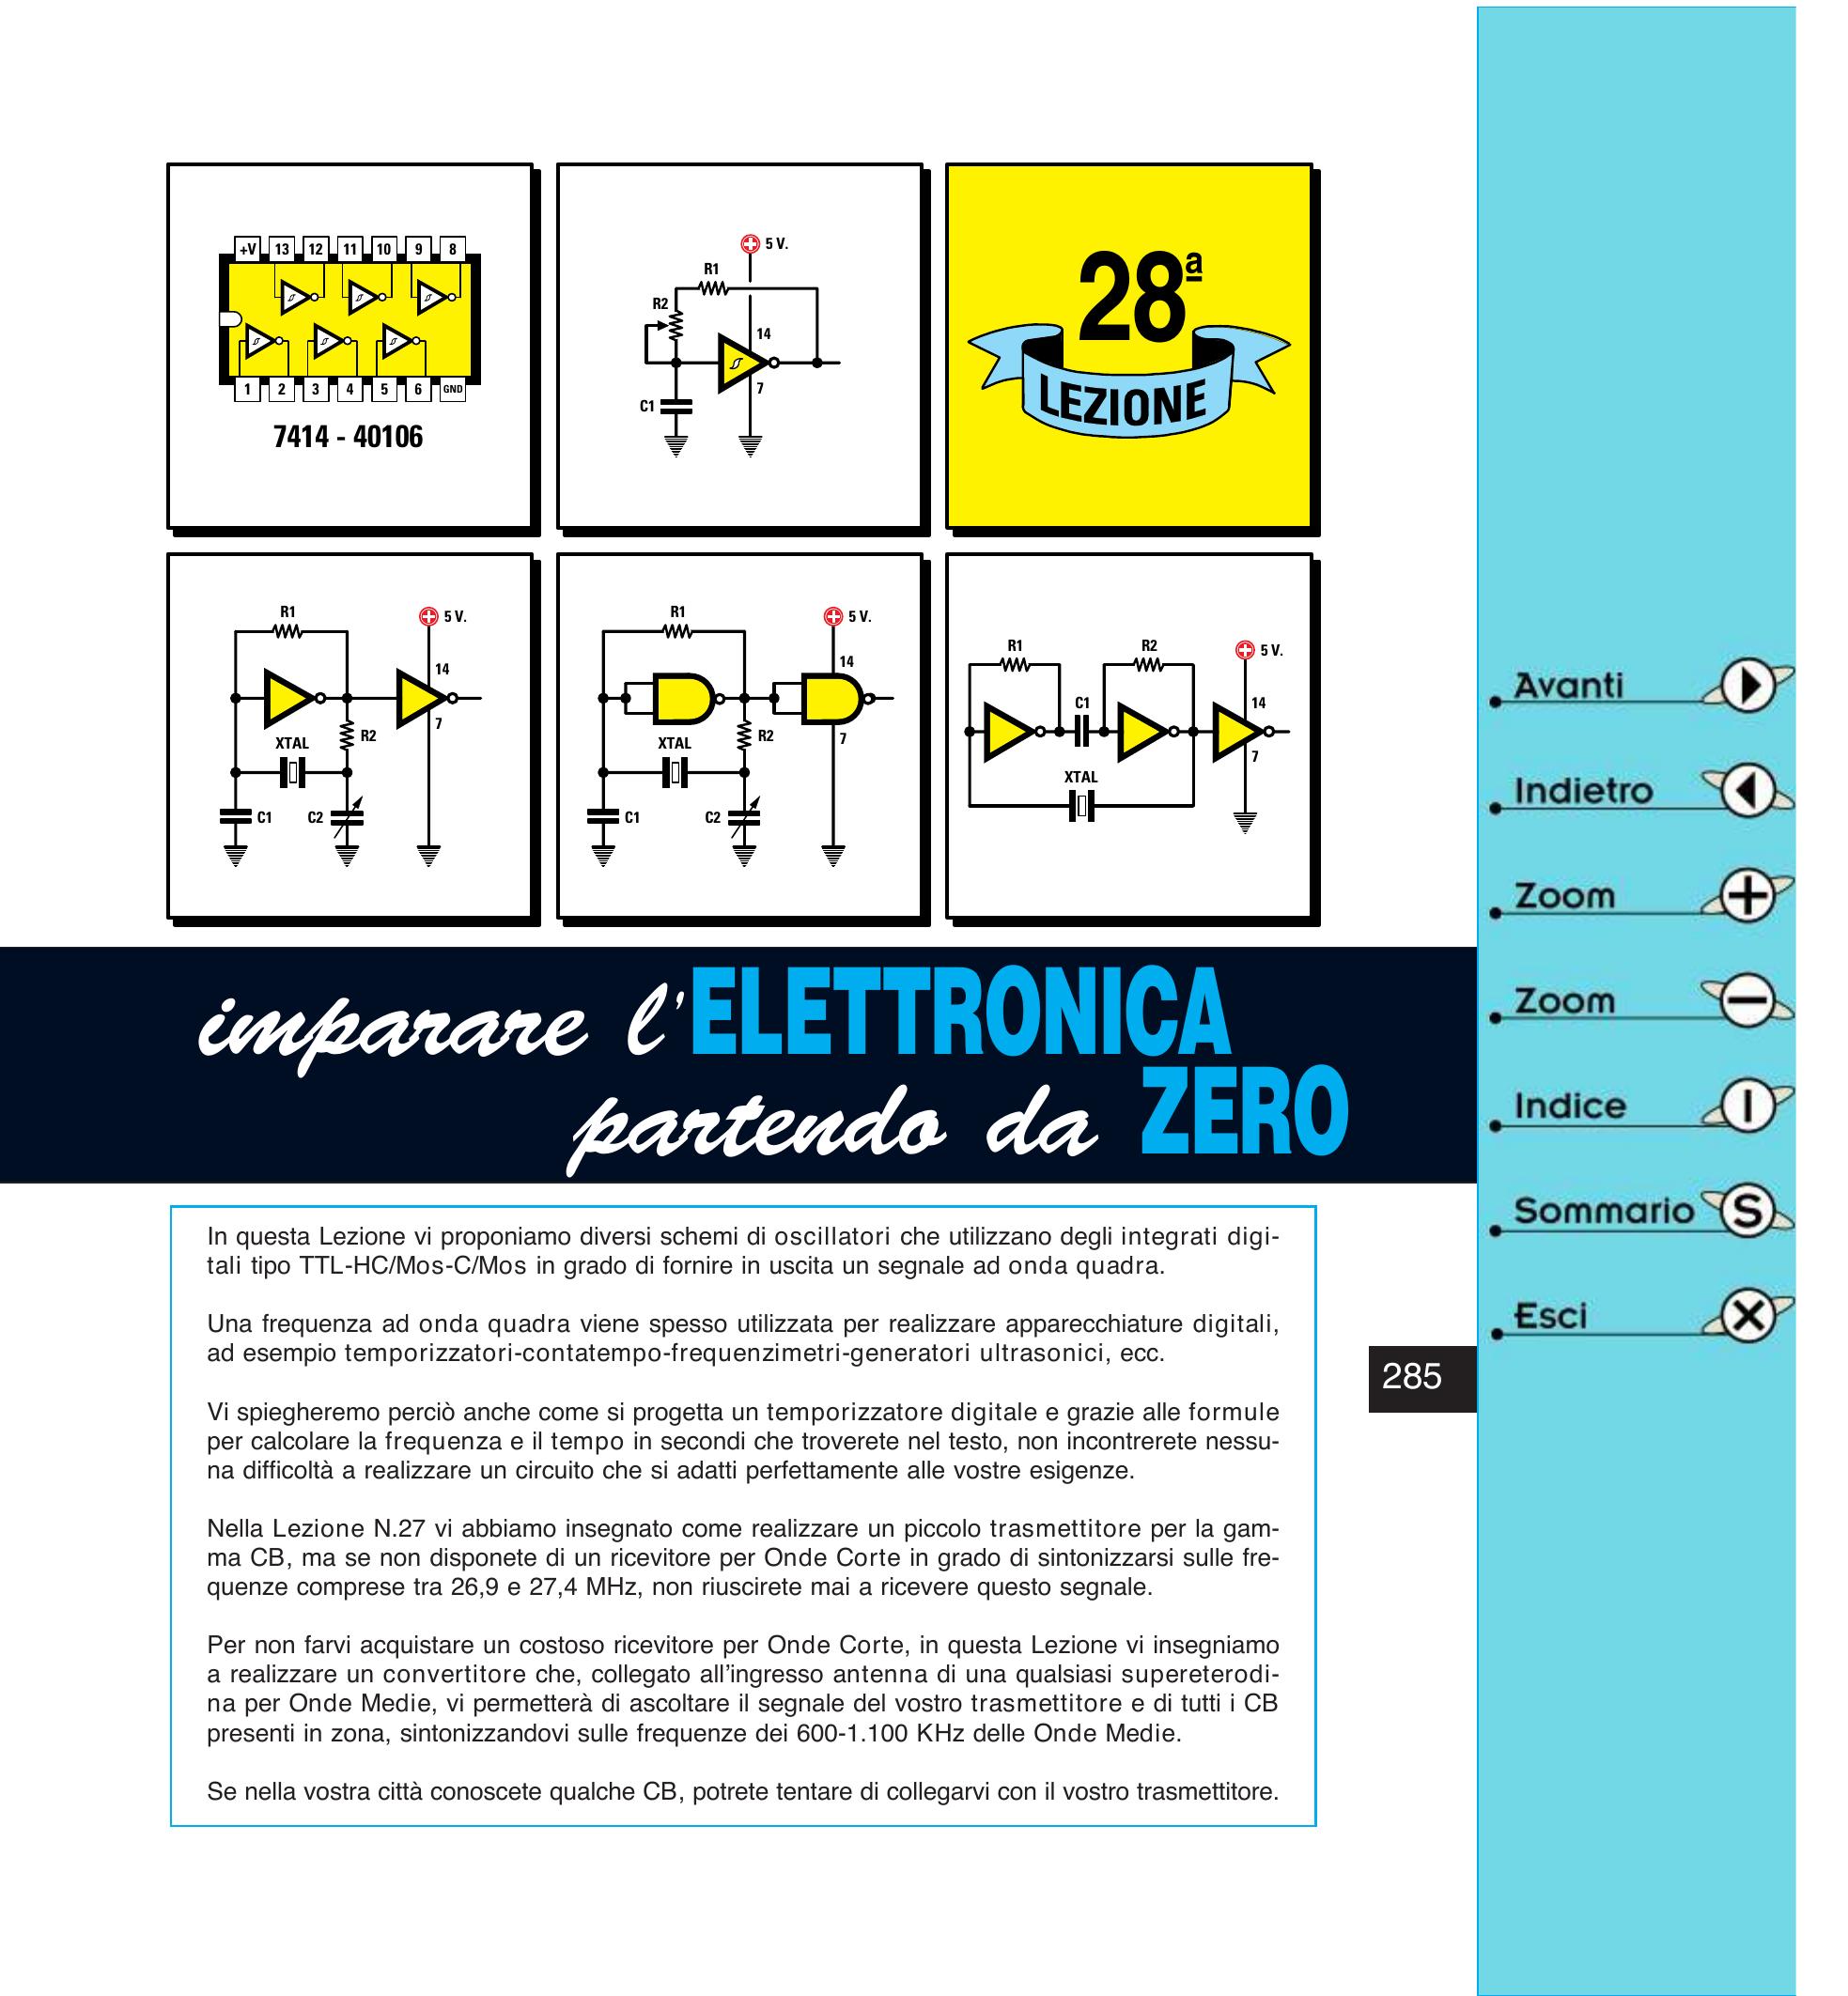 +V 13 12 11 10 9 8
1 2 3 4 5 6 GND
7414 - 40106
5 V.
R1
R2
14
7
C1
28ª
LEZIONE
R1
5 V.
14
7
XTAL
R2
C1
C2
R1
5 V.
14
7
XTAL
R2
C1
C2
R1
R2
5 V.
C1
14
7
XTAL
imparare l'ELETTRONICA
partendo da ZERO
In questa Lezione vi proponiamo diversi schemi di oscillatori che utilizzano degli integrati digi-
tali tipo TTL-HC/Mos-C/Mos in grado di fornire in uscita un segnale ad onda quadra.
Una frequenza ad onda quadra viene spesso utilizzata per realizzare apparecchiature digitali,
ad esempio temporizzatori-contatempo-frequenzimetri-generatori ultrasonici, ecc.
Vi spiegheremo perciò anche come si progetta un temporizzatore digitale e grazie alle formule
per calcolare la frequenza e il tempo in secondi che troverete nel testo, non incontrerete nessu-
na difficoltà a realizzare un circuito che si adatti perfettamente alle vostre esigenze.
Nella Lezione N.27 vi abbiamo insegnato come realizzare un piccolo trasmettitore per la gam-
ma CB, ma se non disponete di un ricevitore per Onde Corte in grado di sintonizzarsi sulle fre-
quenze comprese tra 26,9 e 27,4 MHz, non riuscirete mai a ricevere questo segnale.
Per non farvi acquistare un costoso ricevitore per Onde Corte, in questa Lezione vi insegniamo
a realizzare un convertitore che, collegato all'ingresso antenna di una qualsiasi supereterodi-
na per Onde Medie, vi permetterà di ascoltare il segnale del vostro trasmettitore e di tutti i CB
presenti in zona, sintonizzandovi sulle frequenze dei 600-1.100 KHz delle Onde Medie.
Se nella vostra città conoscete qualche CB, potrete tentare di collegarvi con il vostro trasmettitore.
285
Avanti
Indietro
Zoom
Zoom
Indice I
Sommario S
Esci